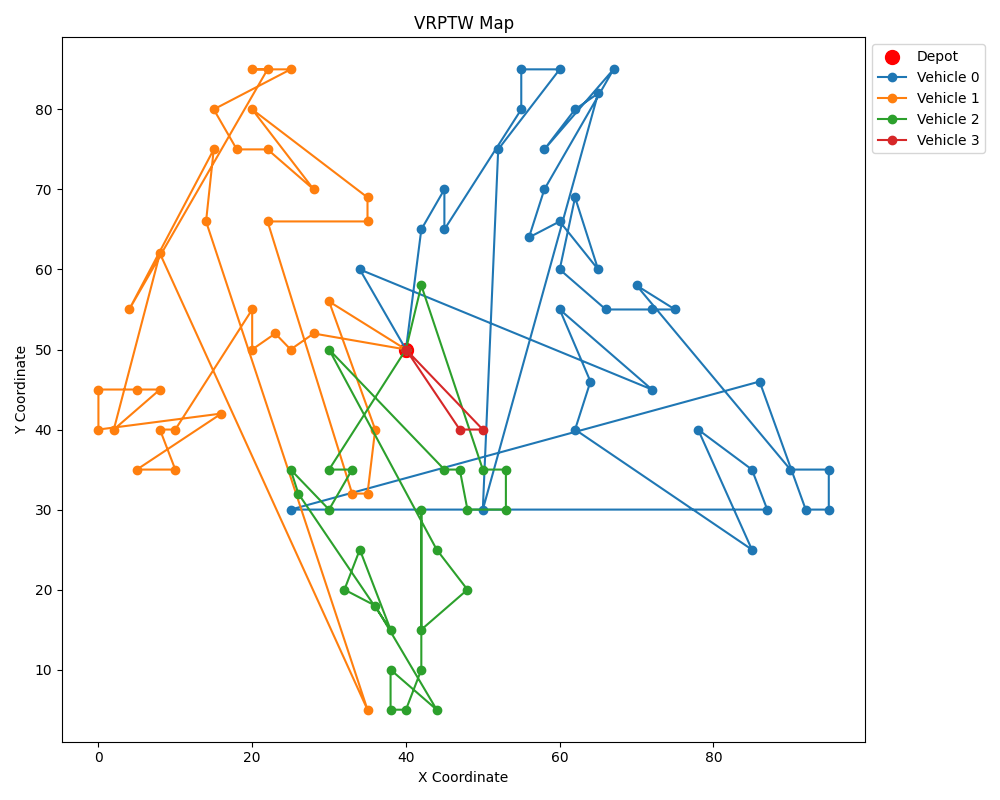 VRPTW Map
Depot
Vehicle 0
Vehicle 1
Vehicle 2
Vehicle 3
Y Coordinate
80
70
60
50
40
30
20
10
0
20
40
60
80
X Coordinate